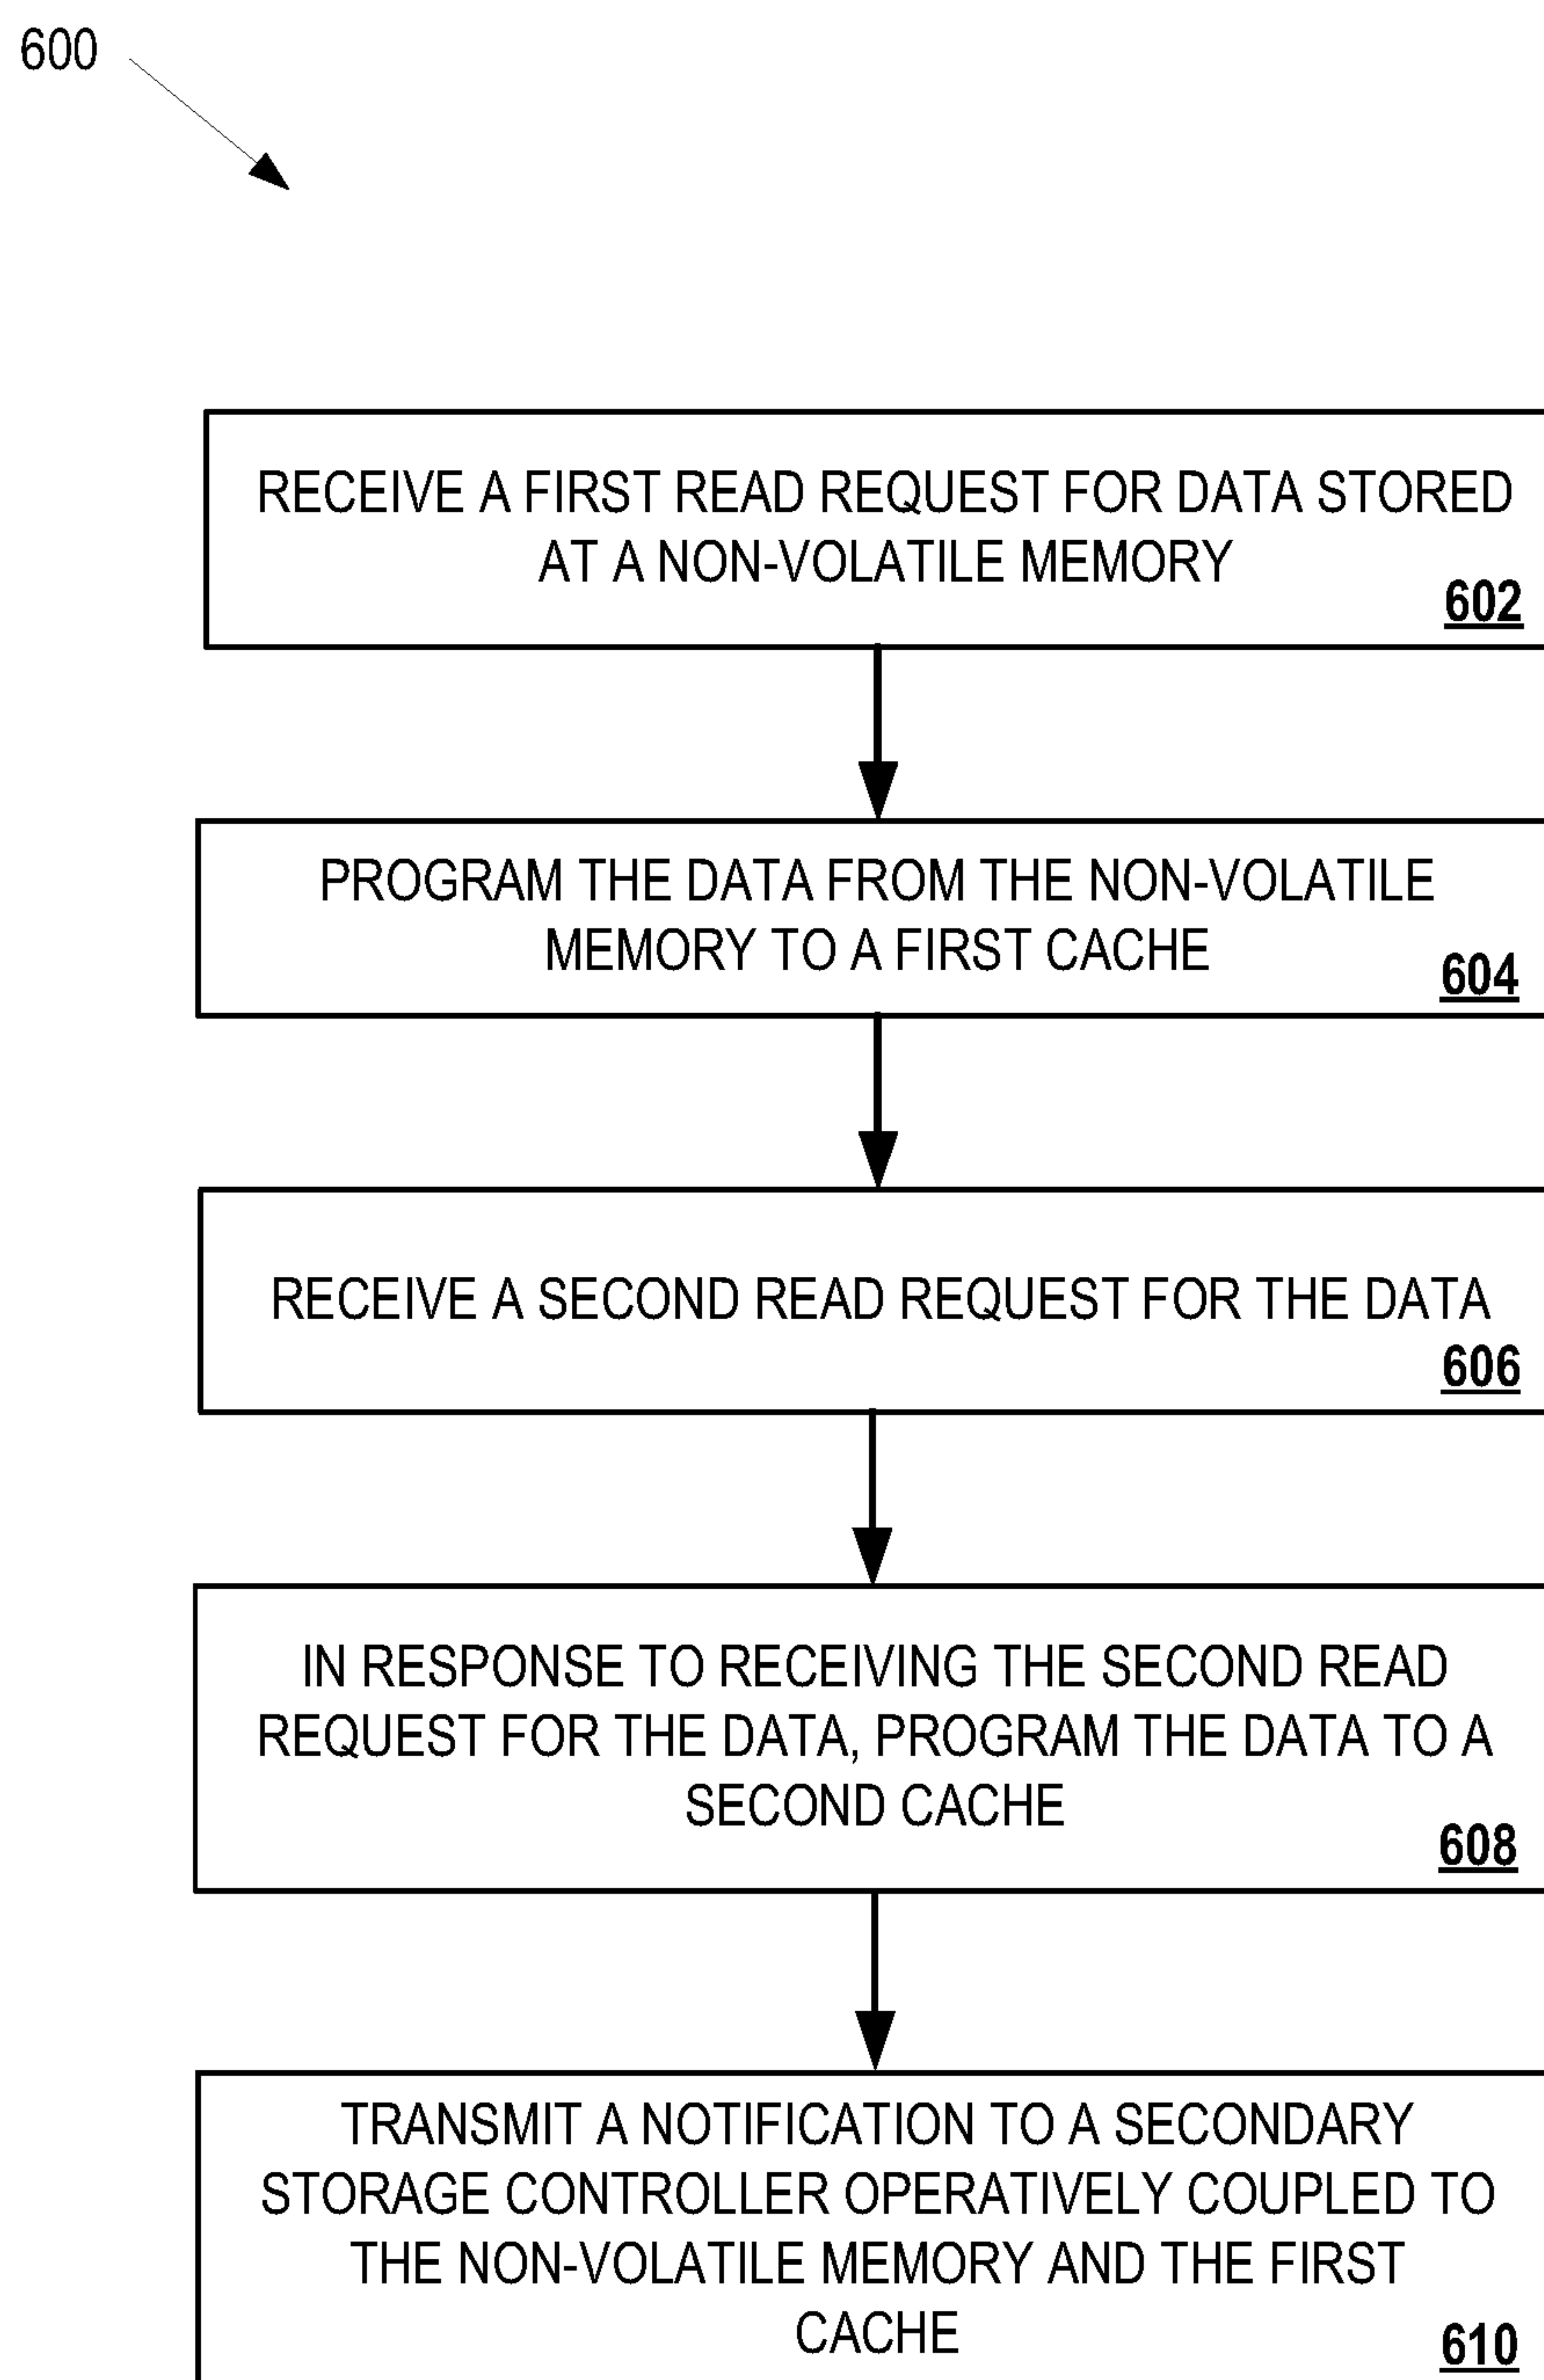 600
RECEIVE A FIRST READ REQUEST FOR DATA STORED
AT A NON-VOLATILE MEMORY
602
PROGRAM THE DATA FROM THE NON-VOLATILE
MEMORY TO A FIRST CACHE
604
RECEIVE A SECOND READ REQUEST FOR THE DATA
606
IN RESPONSE TO RECEIVING THE SECOND READ
REQUEST FOR THE DATA, PROGRAM THE DATA TO A
SECOND CACHE
608
TRANSMIT A NOTIFICATION TO A SECONDARY
STORAGE CONTROLLER OPERATIVELY COUPLED TO
THE NON-VOLATILE MEMORY AND THE FIRST
CACHE
610